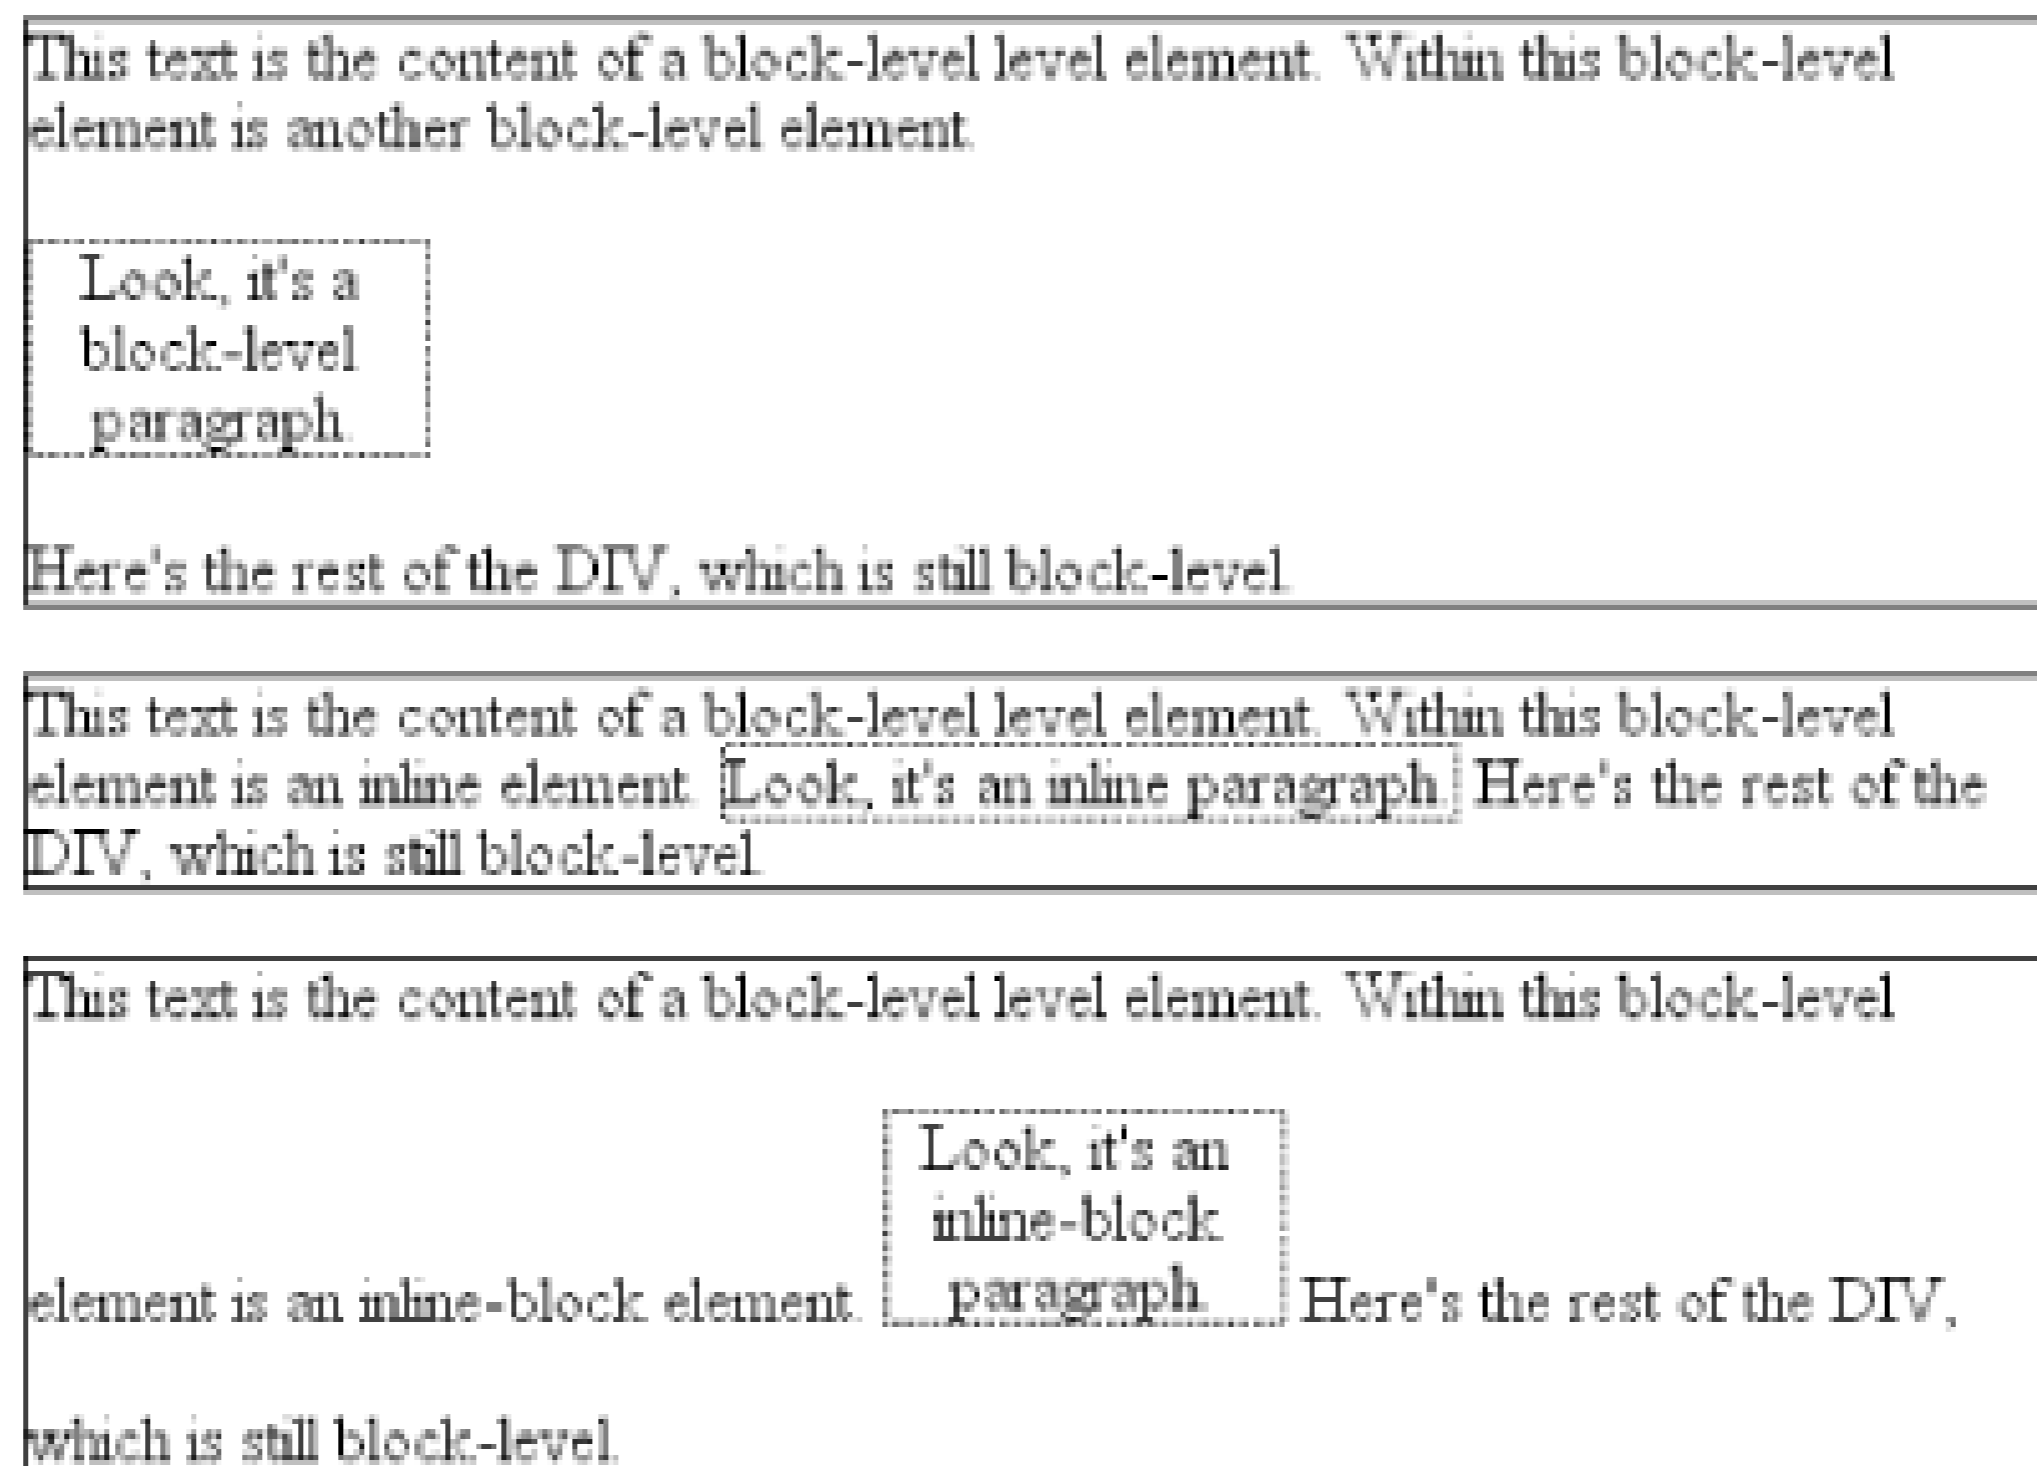 This text is the content of a block-level level element. Within this block-level
element is another block-level element.
Look, it's a
block-level
paragraph.
Here's the rest of the DIV, which is still block-level.
This text is the content of a block-level level element. Within this block-level
element is an inline element. Look, it's an inline paragraph. Here's the rest of the
DIV, which is still block-level.
This text is the content of a block-level level element. Within this block-level
Look, it's an
inline-block
element is an inline-block element. paragraph. Here's the rest of the DIV,
which is still block-level.